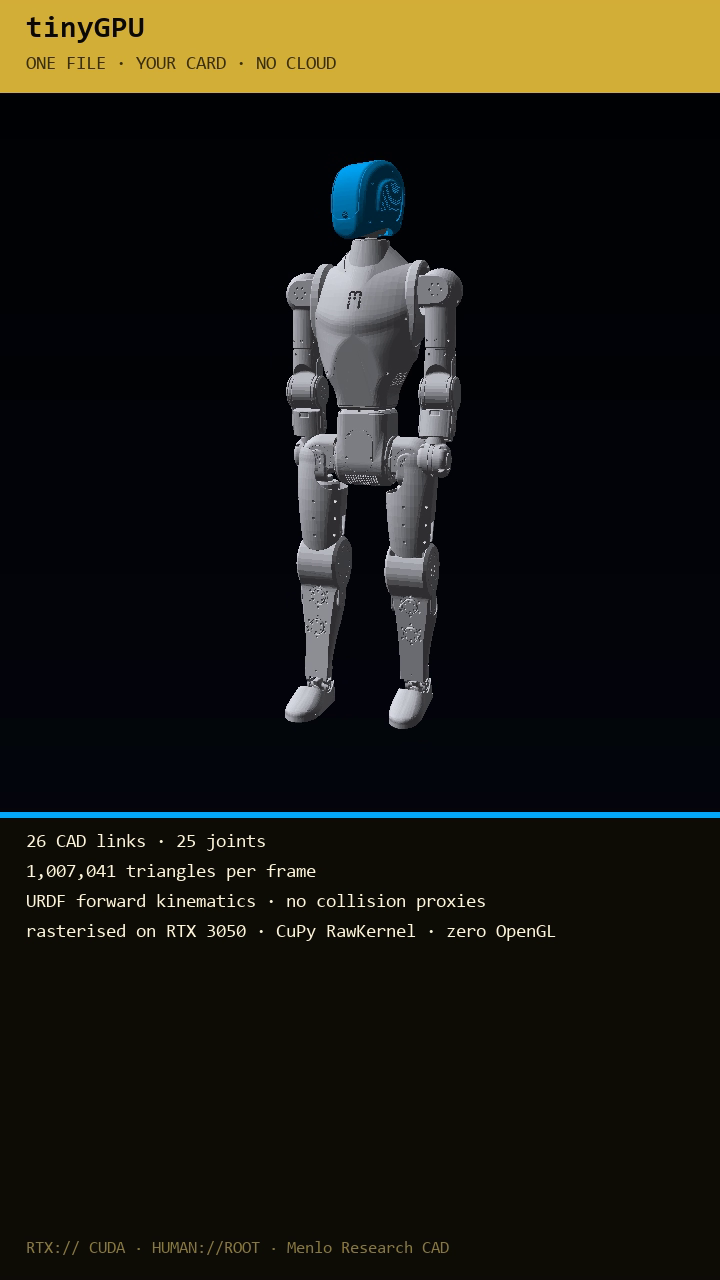 tinyGPU
ONE FILE · YOUR CARD · NO CLOUD
26 CAD links · 25 joints
1,007,041 triangles per frame
URDF forward kinematics · no collision proxies
rasterised on RTX 3050 · CuPy RawKernel · zero OpenGL
RTX:// CUDA · HUMAN://ROOT · Menlo Research CAD